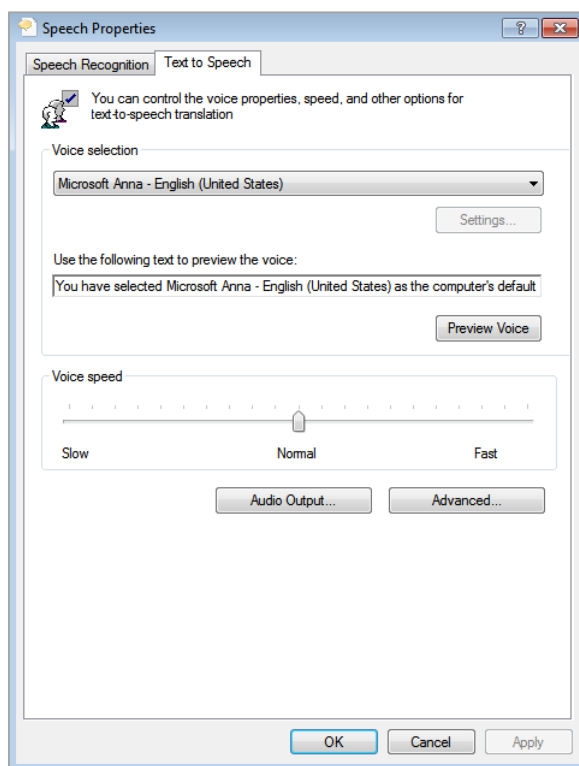 Speech Properties
Speech Recognition
Text to Speech
You can control the voice properties, speed, and other options for
text-to-speech translation
Voice selection
Microsoft Anna - English (United States)
Settings...
Use the following text to preview the voice:
You have selected Microsoft Anna - English (United States) as the computer's default
Preview Voice
Voice speed
Slow Normal Fast
Audio Output... Advanced...
OK Cancel Apply